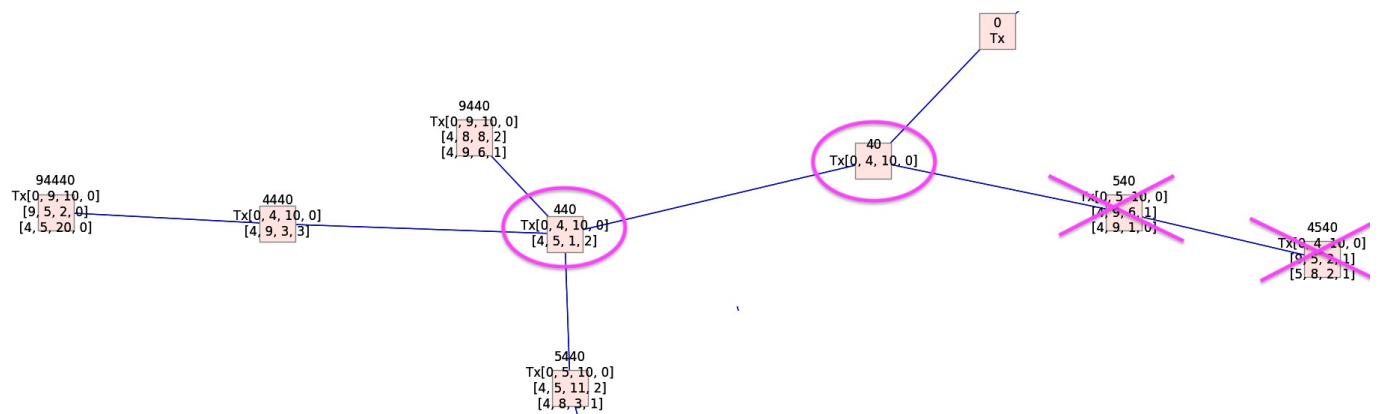 0
Tx
9440
Tx[0, 9, 10, 0]
[4, 8, 8, 2]
[4, 9, 6, 1]
40
Tx[0, 4, 10, 0]
94440
Tx[0, 9, 10, 0]
[9, 5, 2, 0]
[4, 5, 20, 0]
4440
Tx[0, 4, 10, 0]
[4, 9, 3, 3]
440
Tx[0, 4, 10, 0]
[4, 5, 1, 2]
540
Tx[0, 5, 10, 0]
[4, 9, 6, 1]
[4, 9, 1, 0]
4540
Tx[0, 4, 10, 0]
[9, 5, 2, 1]
[5, 8, 2, 1]
5440
Tx[0, 5, 10, 0]
[4, 5, 11, 2]
[4, 8, 3, 1]